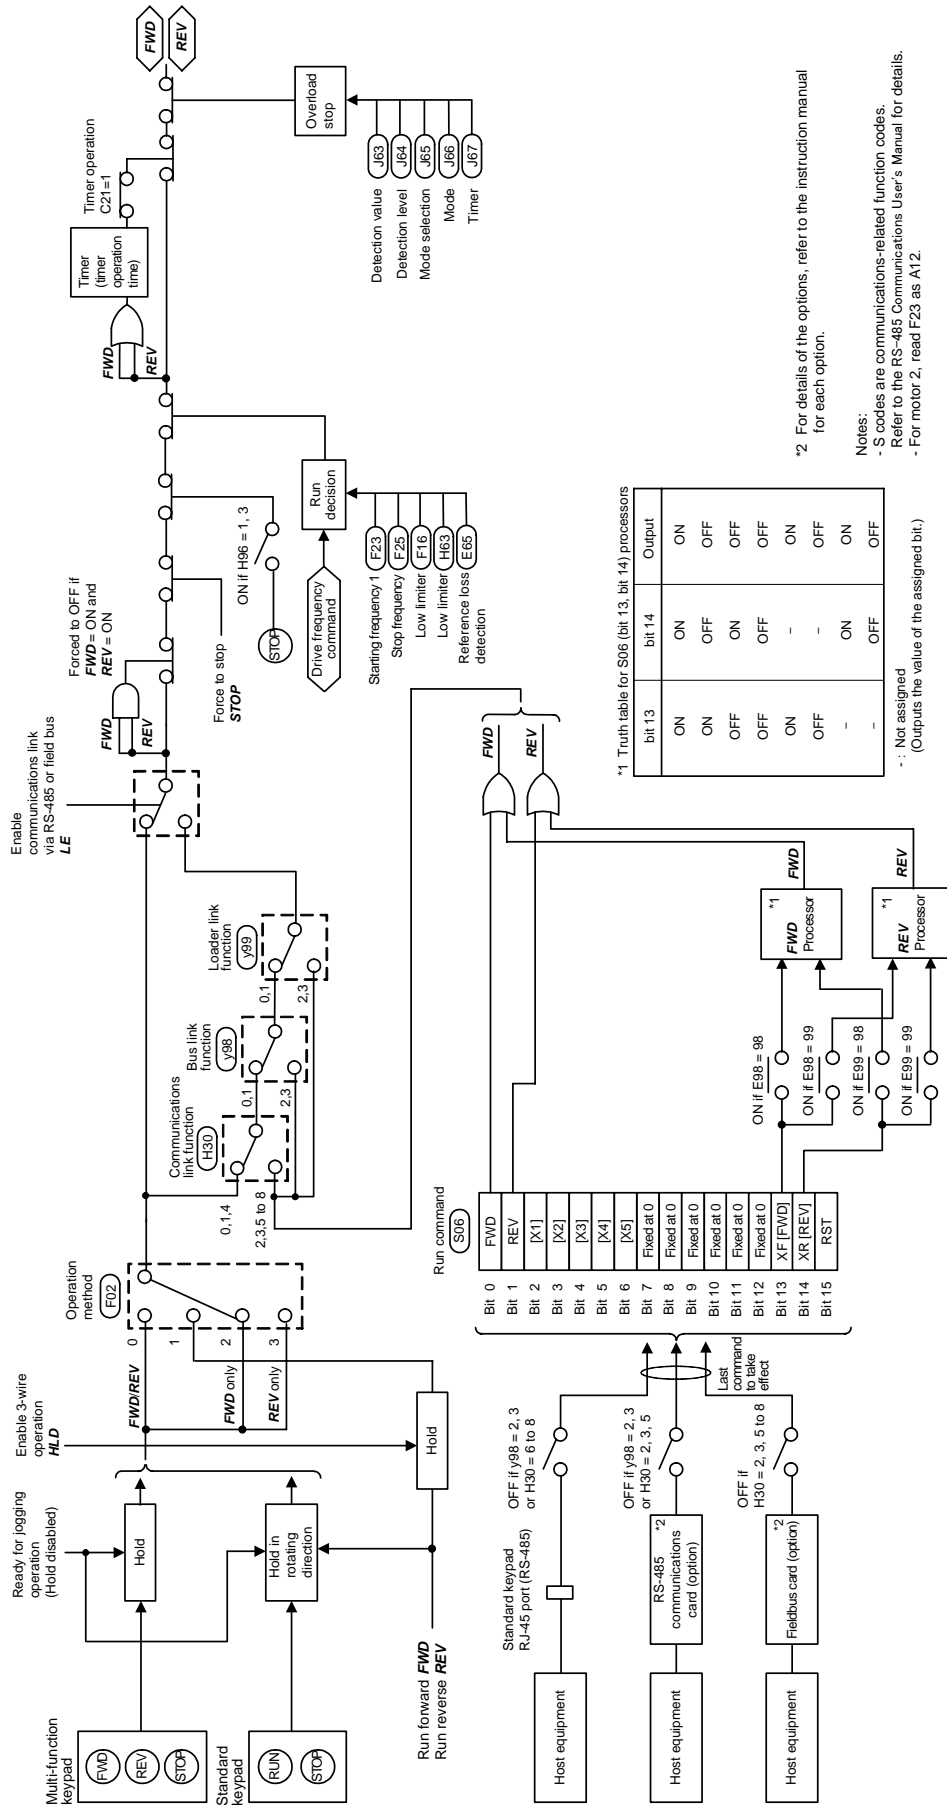 Multi-function
keypad
FWD
REV
STOP
Standard
keypad
RUN
STOP
Ready for jogging
operation
(Hold disabled)
Hold
Hold in
rotating
direction
Enable 3-wire
operation
HLD
Hold
Run forward FWD
Run reverse REV
Operation
method
F02
FWD/REV
0
1
FWD only
2
REV only
3
Communications
link function
H30
0,1,4
2,3,5 to 8
Bus link
function
y98
0,1
2,3
Loader link
function
y99
0,1
2,3
Enable
communications link
via RS-485 or field bus
LE
Forced to OFF if
FWD = ON and
REV = ON
FWD
REV
Force to stop
STOP
ON if H96 = 1, 3
STOP
Drive frequency
command
Run
decision
Starting frequency 1
F23
Stop frequency
F25
Low limiter
F16
Low limiter
H63
Reference loss
detection
E65
FWD
REV
Timer
(timer
operation
time)
Timer operation
C21=1
Overload
stop
Detection value
J63
Detection level
J64
Mode selection
J65
Mode
J66
Timer
J67
FWD
REV
Standard keypad
RJ-45 port (RS-485)
Host equipment
OFF if y98 = 2, 3
or H30 = 6 to 8
Host equipment
*2
RS-485
communications
card (option)
OFF if y98 = 2, 3
or H30 = 2, 3, 5
Host equipment
*2
Fieldbus card (option)
OFF if
H30 = 2, 3, 5 to 8
Last
command
to take
effect
Run command
S06
Bit 0 FWD
Bit 1 REV
Bit 2 [X1]
Bit 3 [X2]
Bit 4 [X3]
Bit 5 [X4]
Bit 6 [X5]
Bit 7 Fixed at 0
Bit 8 Fixed at 0
Bit 9 Fixed at 0
Bit 10 Fixed at 0
Bit 11 Fixed at 0
Bit 12 Fixed at 0
Bit 13 XF [FWD]
Bit 14 XR [REV]
Bit 15 RST
ON if E98 = 98
ON if E98 = 99
ON if E99 = 98
ON if E99 = 99
*1
FWD
Processor
*1
REV
Processor
FWD
REV
FWD
REV
*1 Truth table for S06 (bit 13, bit 14) processors
bit 13 bit 14 Output
ON ON ON
ON OFF OFF
OFF ON OFF
OFF OFF OFF
ON – ON
OFF – OFF
– ON ON
– OFF OFF
- : Not assigned
(Outputs the value of the assigned bit.)
*2 For details of the options, refer to the instruction manual
for each option.
Notes:
- S codes are communications-related function codes.
Refer to the RS-485 Communications User's Manual for details.
- For motor 2, read F23 as A12.